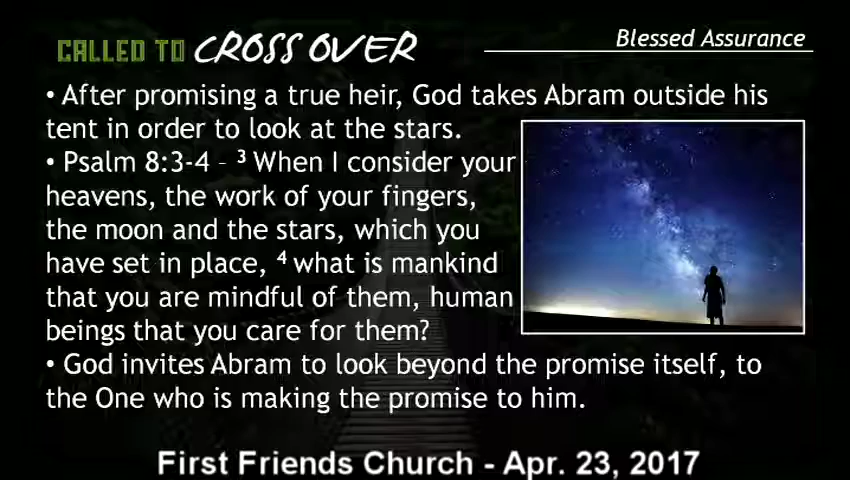 CALLED TO CROSS OVER
Blessed Assurance
• After promising a true heir, God takes Abram outside his
tent in order to look at the stars.
• Psalm 8:3-4 – ³ When I consider your
heavens, the work of your fingers,
the moon and the stars, which you
have set in place, ⁴ what is mankind
that you are mindful of them, human
beings that you care for them?
• God invites Abram to look beyond the promise itself, to
the One who is making the promise to him.
First Friends Church - Apr. 23, 2017